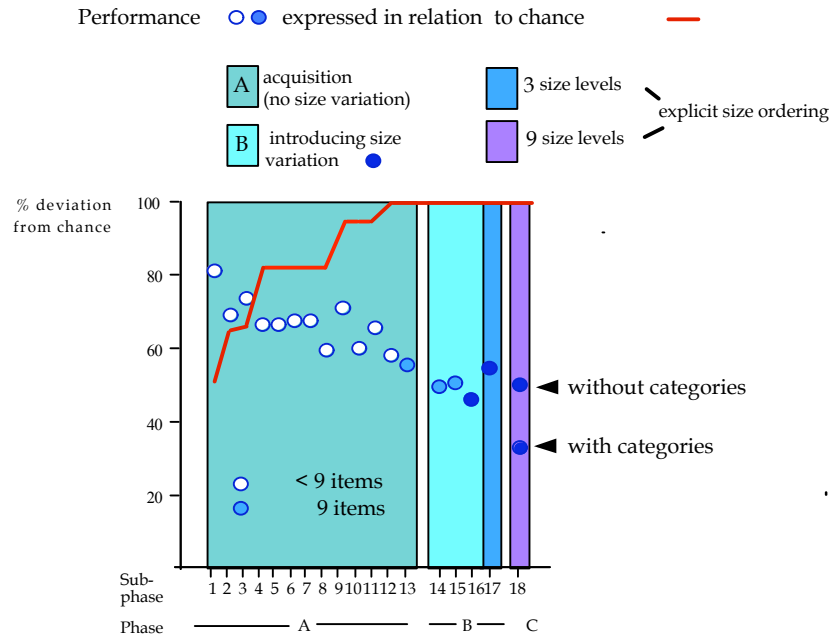 Performance expressed in relation to chance
A acquisition
(no size variation)
3 size levels
explicit size ordering
B introducing size
variation
9 size levels
% deviation
from chance
100
80
60
40
20
without categories
with categories
< 9 items
9 items
Sub-
phase
1 2 3 4 5 6 7 8 9 10 11 12 13 14 15 16 17 18
Phase A B C